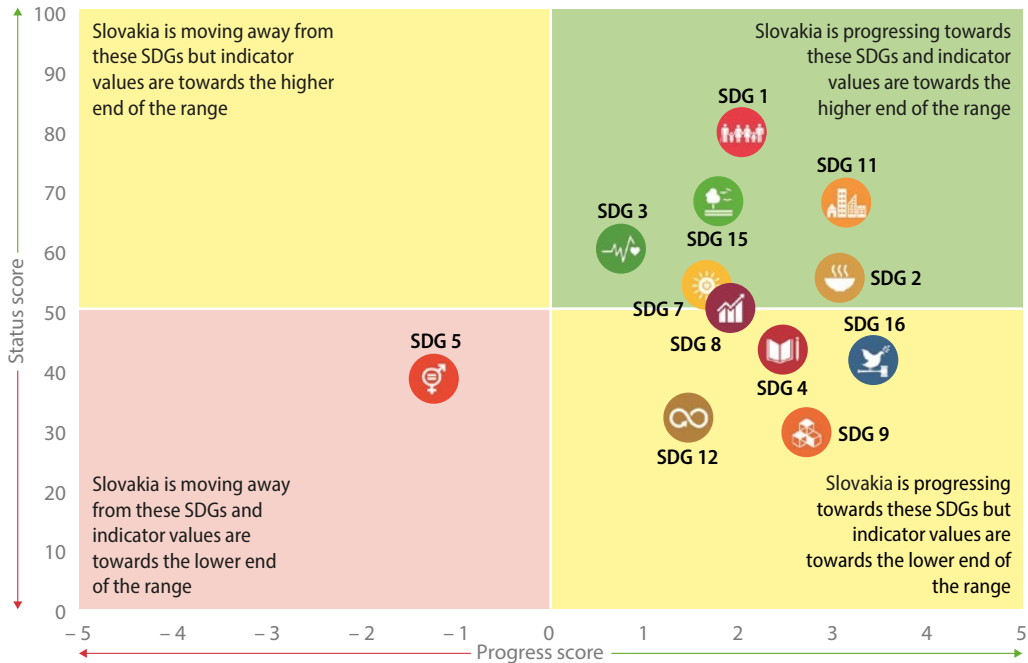 100
90
80
70
60
50
40
30
20
10
0
Status score
Slovakia is moving away from
these SDGs but indicator
values are towards the higher
end of the range
Slovakia is progressing towards
these SDGs and indicator
values are towards the
higher end of the range
SDG 1
SDG 11
SDG 3
SDG 15
SDG 2
SDG 7
SDG 8
SDG 16
SDG 5
SDG 4
SDG 12
SDG 9
Slovakia is moving away
from these SDGs and
indicator values are
towards the lower end
of the range
Slovakia is progressing
towards these SDGs but
indicator values are
towards the lower end of
the range
– 5 – 4 – 3 – 2 – 1 0 1 2 3 4 5
Progress score